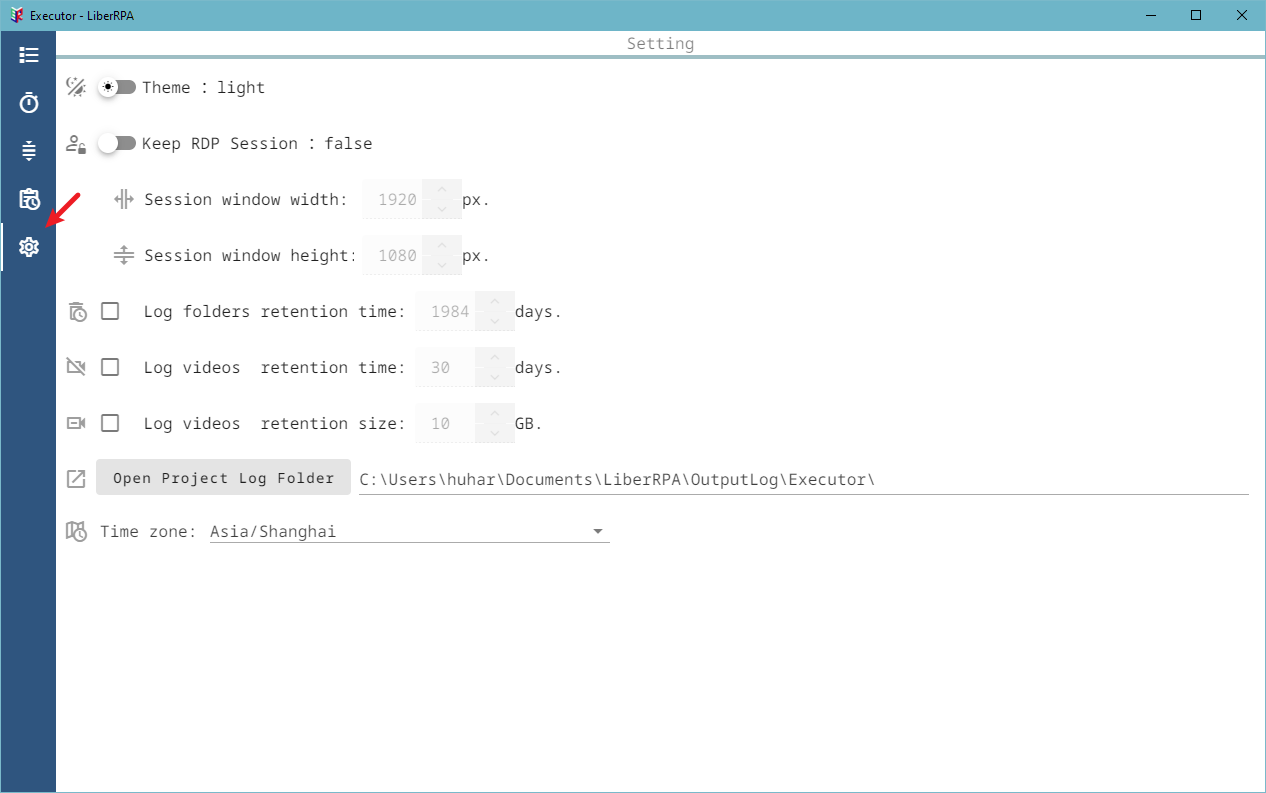 Executor - LiberRPA
Setting
Theme : light
Keep RDP Session : false
Session window width: 1920 px.
Session window height: 1080 px.
Log folders retention time: 1984 days.
Log videos  retention time: 30 days.
Log videos  retention size: 10 GB.
Open Project Log Folder C:\Users\huhar\Documents\LiberRPA\OutputLog\Executor\
Time zone: Asia/Shanghai